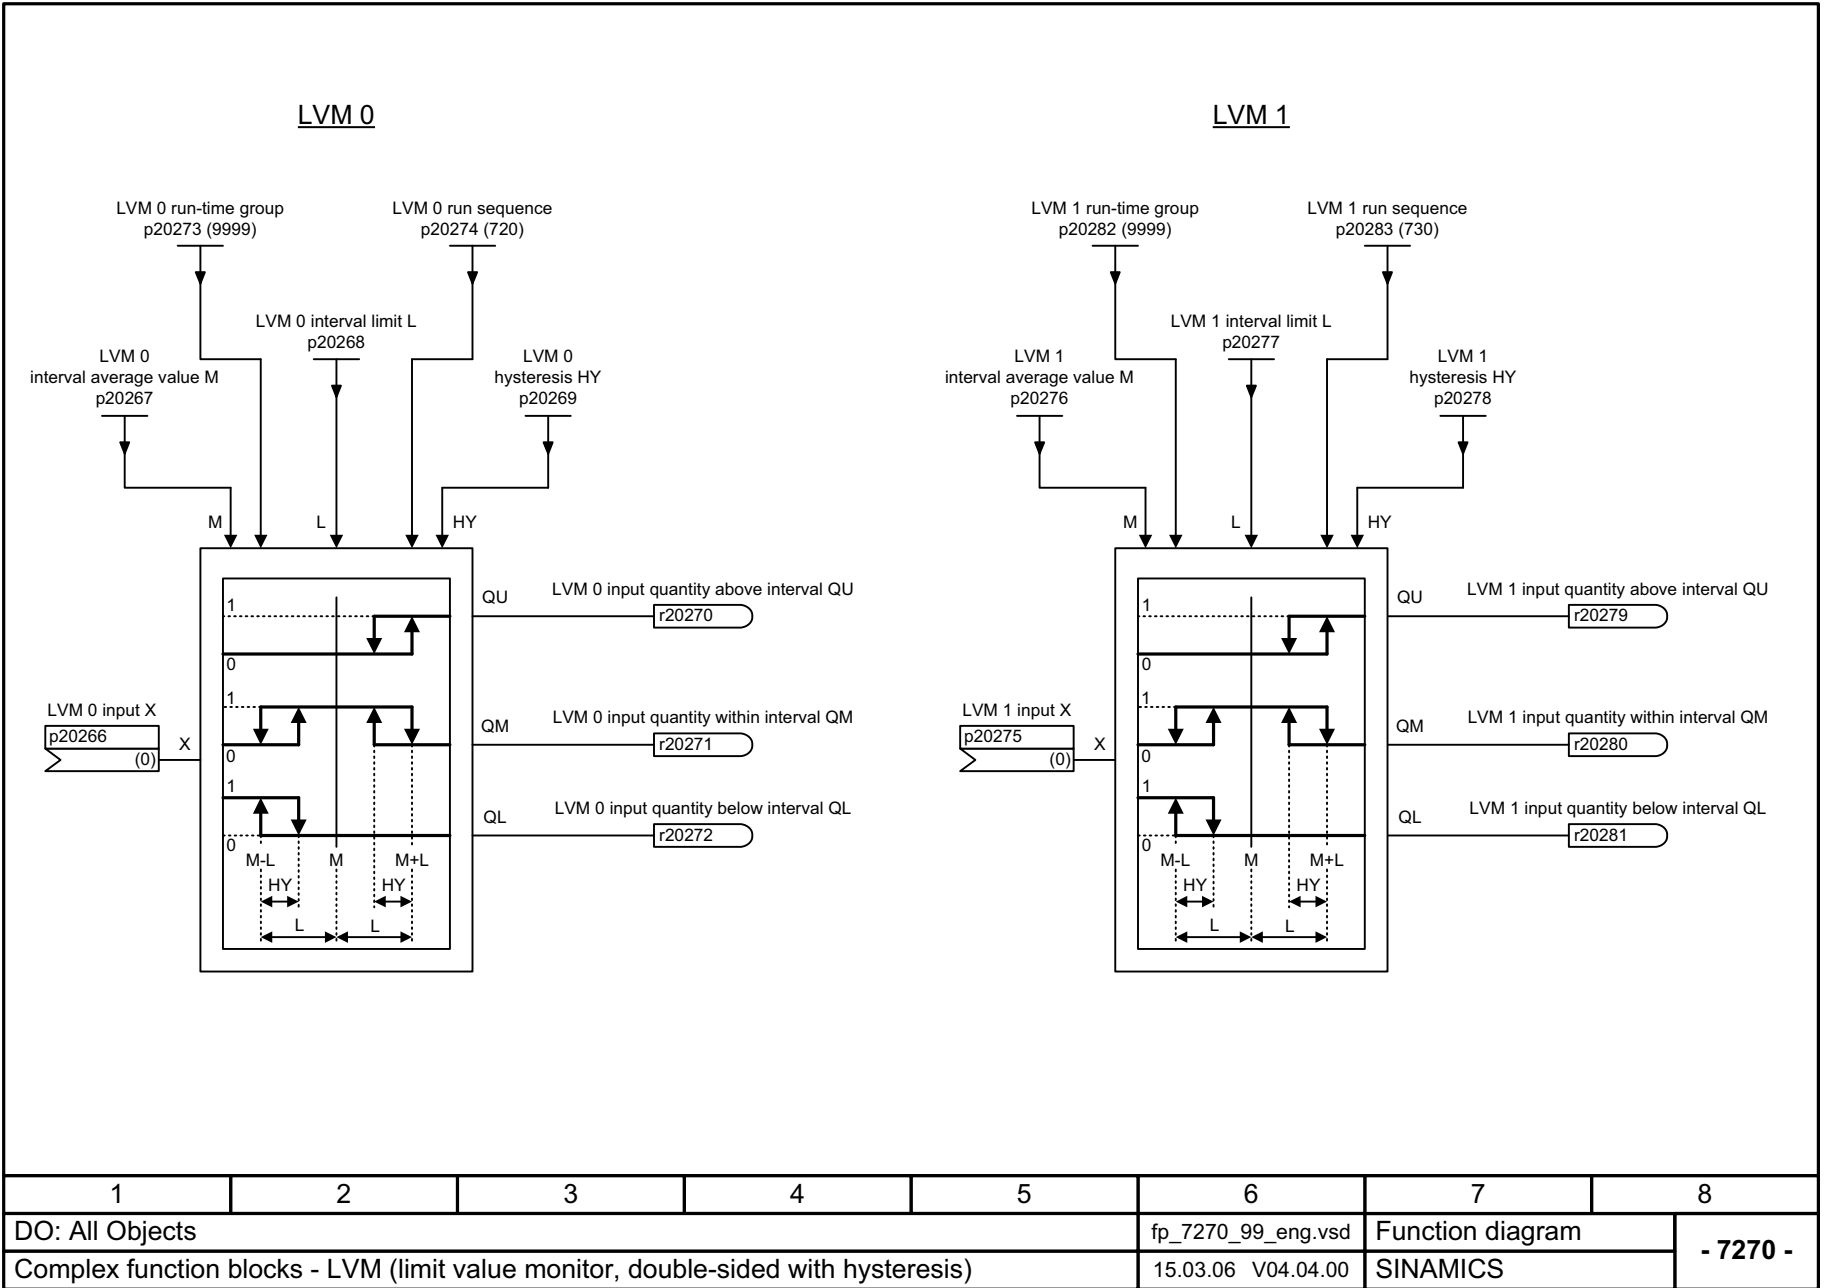 LVM 0
LVM 0 run-time group
p20273 (9999)
LVM 0 run sequence
p20274 (720)
LVM 0 interval limit L
p20268
LVM 0
interval average value M
p20267
LVM 0
hysteresis HY
p20269
M
L
HY
LVM 0 input X
p20266
(0)
X
1
0
1
0
1
0
M-L
M
M+L
HY
HY
L
L
QU
LVM 0 input quantity above interval QU
r20270
QM
LVM 0 input quantity within interval QM
r20271
QL
LVM 0 input quantity below interval QL
r20272
LVM 1
LVM 1 run-time group
p20282 (9999)
LVM 1 run sequence
p20283 (730)
LVM 1 interval limit L
p20277
LVM 1
interval average value M
p20276
LVM 1
hysteresis HY
p20278
M
L
HY
LVM 1 input X
p20275
(0)
X
1
0
1
0
1
0
M-L
M
M+L
HY
HY
L
L
QU
LVM 1 input quantity above interval QU
r20279
QM
LVM 1 input quantity within interval QM
r20280
QL
LVM 1 input quantity below interval QL
r20281
1 2 3 4 5 6 7 8
DO: All Objects
fp_7270_99_eng.vsd
Function diagram
- 7270 -
Complex function blocks - LVM (limit value monitor, double-sided with hysteresis)
15.03.06 V04.04.00
SINAMICS